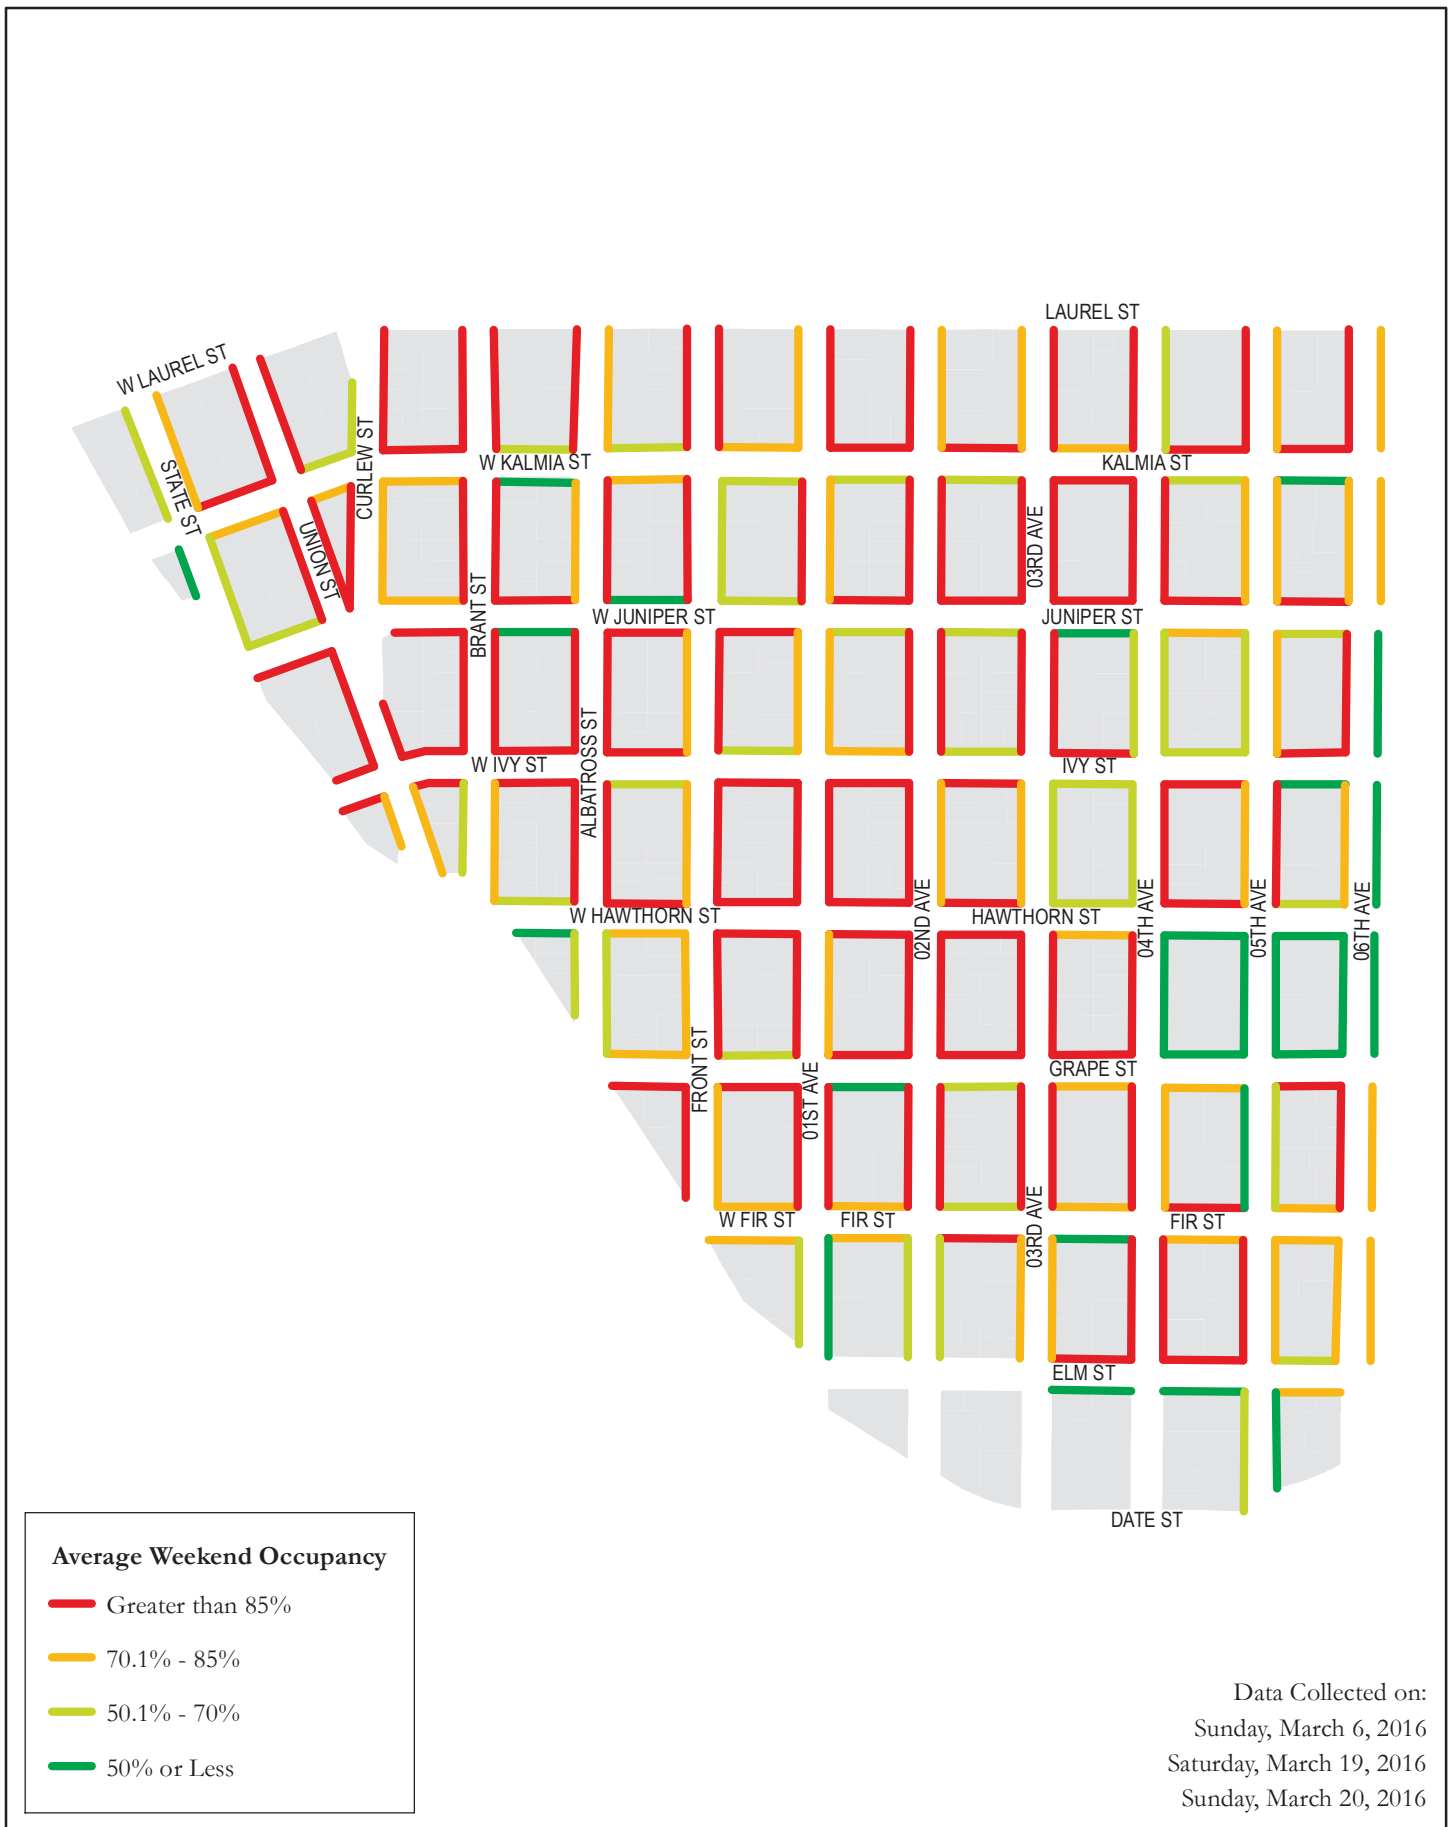 LAUREL ST
W LAUREL ST
CURLEW ST
W KALMIA ST
KALMIA ST
STATE ST
UNION ST
03RD AVE
BRANT ST
W JUNIPER ST
JUNIPER ST
ALBATROSS ST
W IVY ST
IVY ST
W HAWTHORN ST
02ND AVE
HAWTHORN ST
04TH AVE
05TH AVE
06TH AVE
FRONT ST
01ST AVE
GRAPE ST
W FIR ST
FIR ST
03RD AVE
FIR ST
ELM ST
DATE ST
Average Weekend Occupancy
Greater than 85%
70.1% - 85%
50.1% - 70%
50% or Less
Data Collected on:
Sunday, March 6, 2016
Saturday, March 19, 2016
Sunday, March 20, 2016